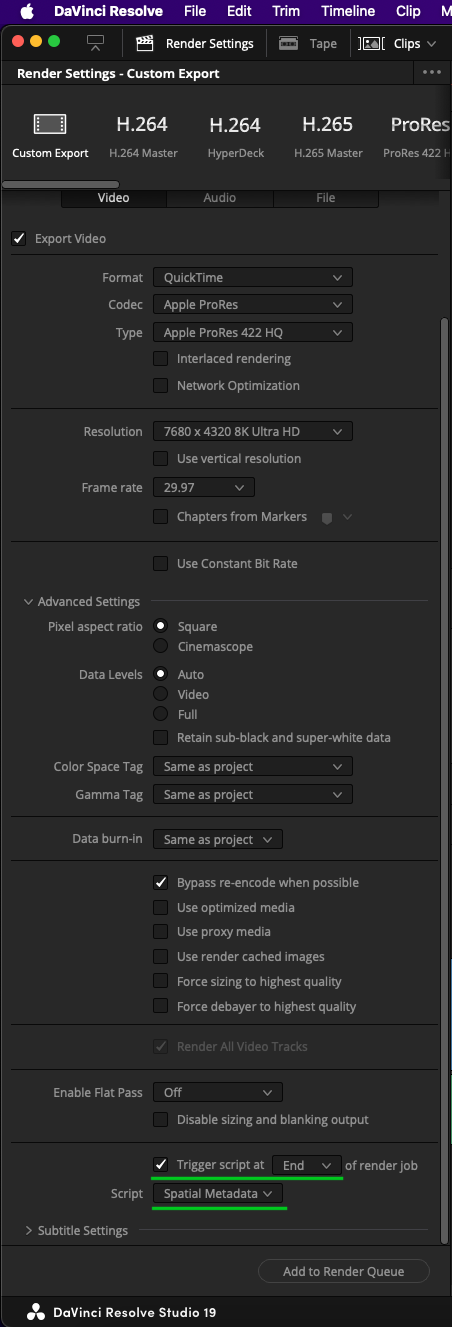 DaVinci Resolve File Edit Trim Timeline Clip M
Render Settings Tape Clips
Render Settings - Custom Export
H.264 H.264 H.265 ProRes
Custom Export H.264 Master HyperDeck H.265 Master ProRes 422 H
Video Audio File
Export Video
Format QuickTime
Codec Apple ProRes
Type Apple ProRes 422 HQ
Interlaced rendering
Network Optimization
Resolution 7680 x 4320 8K Ultra HD
Use vertical resolution
Frame rate 29.97
Chapters from Markers
Use Constant Bit Rate
Advanced Settings
Pixel aspect ratio Square
Cinemascope
Data Levels Auto
Video
Full
Retain sub-black and super-white data
Color Space Tag Same as project
Gamma Tag Same as project
Data burn-in Same as project
Bypass re-encode when possible
Use optimized media
Use proxy media
Use render cached images
Force sizing to highest quality
Force debayer to highest quality
Render All Video Tracks
Enable Flat Pass Off
Disable sizing and blanking output
Trigger script at End of render job
Script Spatial Metadata
Subtitle Settings
Add to Render Queue
DaVinci Resolve Studio 19